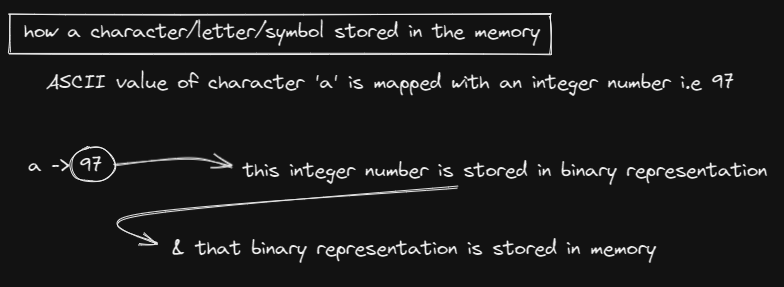 how a character/letter/symbol stored in the memory
ASCII value of character 'a' is mapped with an integer number i.e 97
a -> 97 this integer number is stored in binary representation
& that binary representation is stored in memory